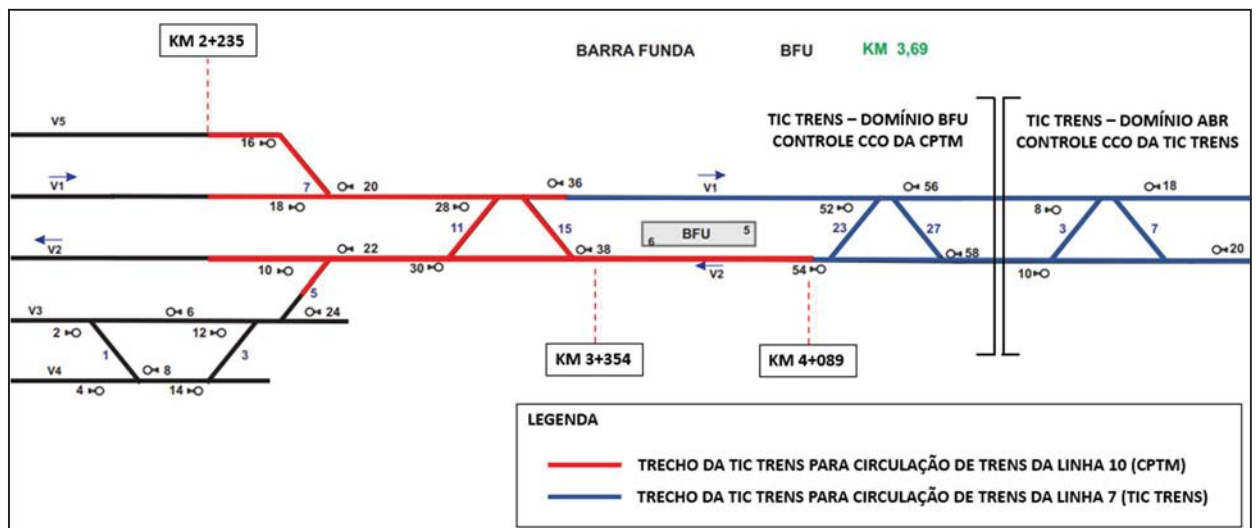 KM 2+235
BARRA FUNDA BFU KM 3,69
V5
16
TIC TRENS – DOMÍNIO BFU
CONTROLE CCO DA CPTM
TIC TRENS – DOMÍNIO ABR
CONTROLE CCO DA TIC TRENS
V1
7
20
36
V1
56
18
18
28
11
15
52
23
27
8
3
7
V2
22
6
BFU
5
10
30
38
V2
54
58
10
20
5
V3
6
24
2
12
1
3
KM 3+354
KM 4+089
V4
8
4
14
LEGENDA
TRECHO DA TIC TRENS PARA CIRCULAÇÃO DE TRENS DA LINHA 10 (CPTM)
TRECHO DA TIC TRENS PARA CIRCULAÇÃO DE TRENS DA LINHA 7 (TIC TRENS)